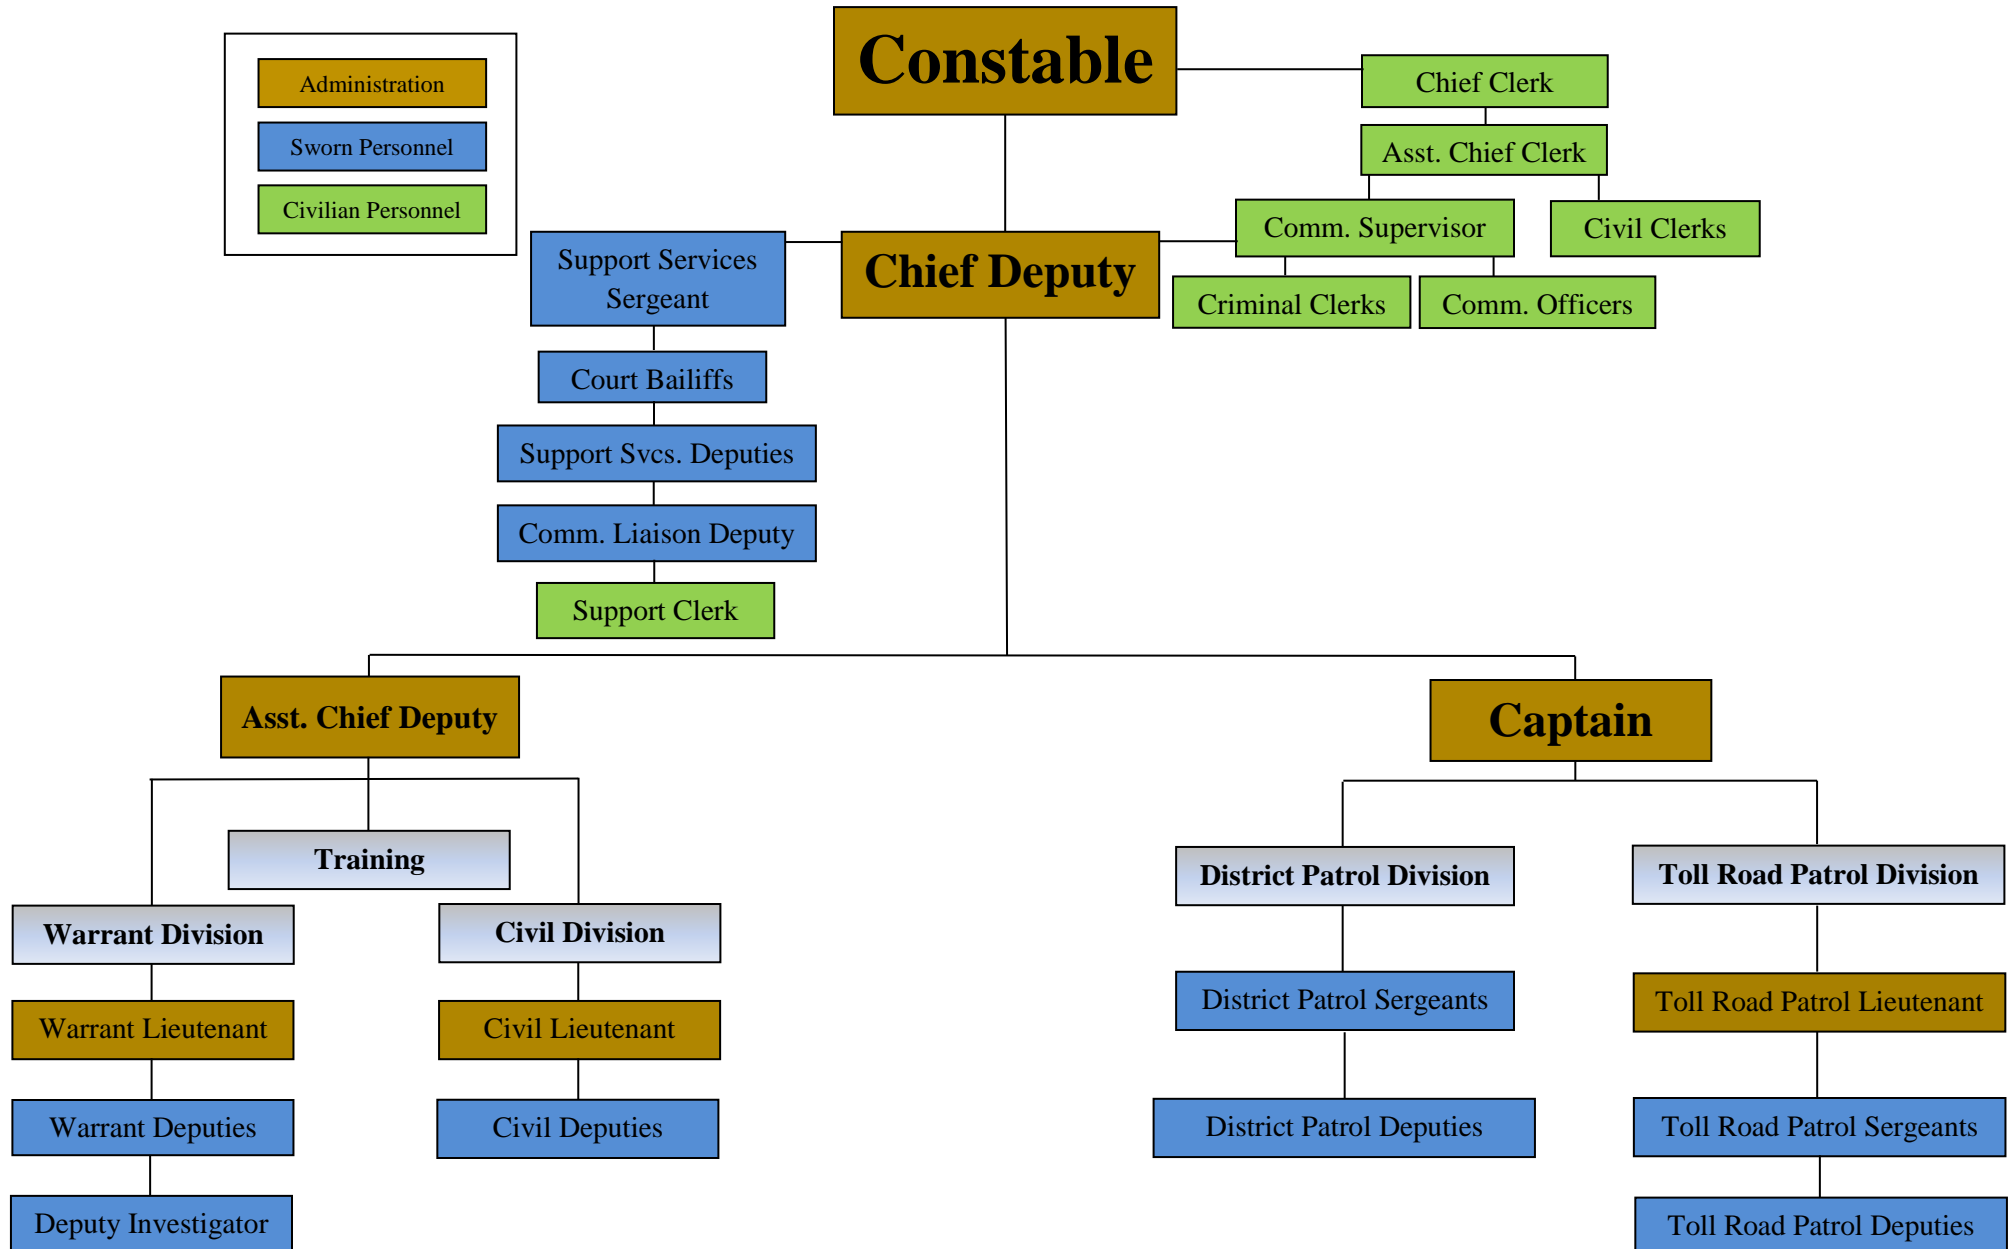 Constable
Administration
Sworn Personnel
Civilian Personnel
Chief Clerk
Asst. Chief Clerk
Comm. Supervisor
Civil Clerks
Criminal Clerks
Comm. Officers
Support Services
Sergeant
Chief Deputy
Court Bailiffs
Support Svcs. Deputies
Comm. Liaison Deputy
Support Clerk
Asst. Chief Deputy
Captain
Training
Warrant Division
Civil Division
Warrant Lieutenant
Civil Lieutenant
Warrant Deputies
Civil Deputies
Deputy Investigator
District Patrol Division
Toll Road Patrol Division
District Patrol Sergeants
Toll Road Patrol Lieutenant
District Patrol Deputies
Toll Road Patrol Sergeants
Toll Road Patrol Deputies